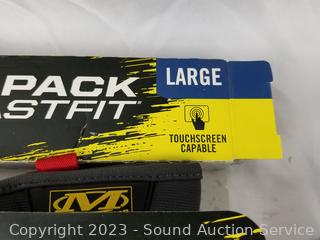 PACK
LARGE
STFIT
TOUCHSCREEN
CAPABLE
M
Copyright 2023 - Sound Auction Service